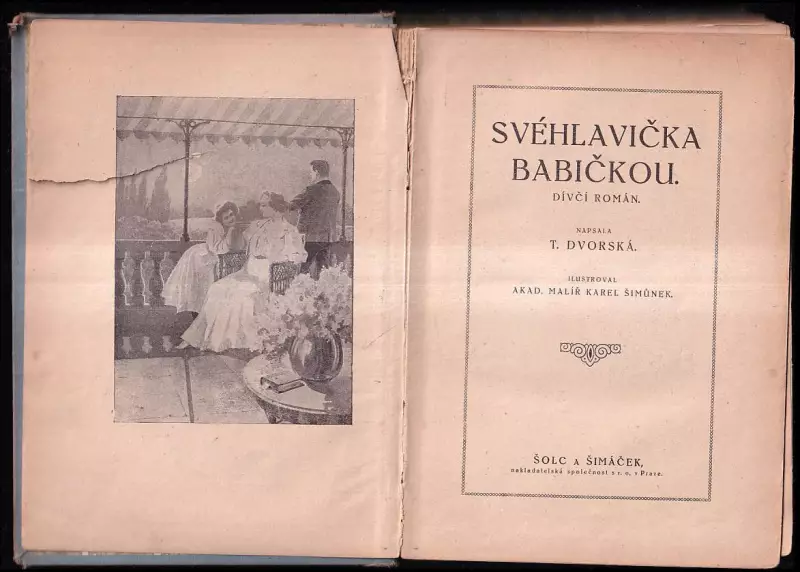 SVÉHLAVIČKA
BABIČKOU.
DÍVČÍ ROMÁN.
NAPSALA
T. DVORSKÁ.
ILUSTROVAL
AKAD. MALÍŘ KAREL ŠIMŮNEK.
ŠOLC A ŠIMÁČEK,
nakladatelská společnost s r. o. v Praze.